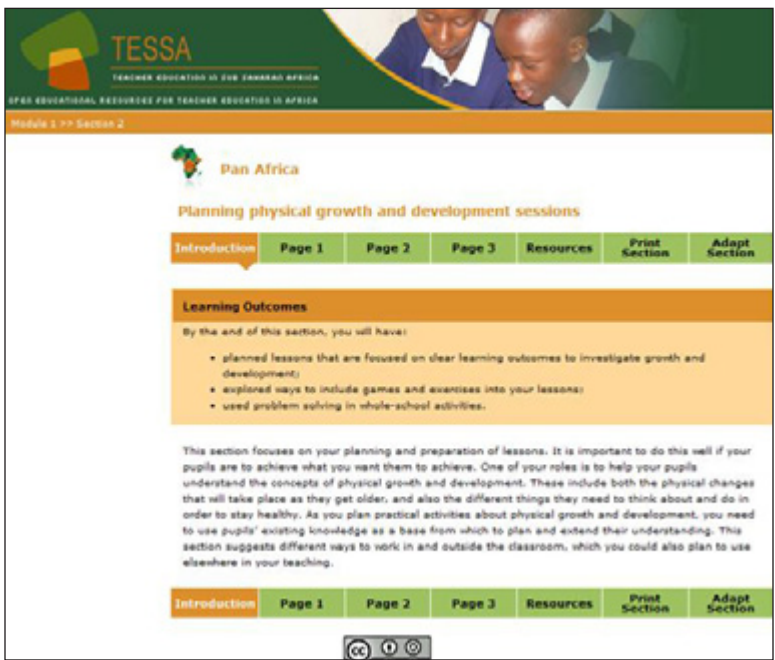 TESSA
TEACHER EDUCATION IN SUB SAHARAN AFRICA
OPEN EDUCATIONAL RESOURCES FOR TEACHER EDUCATION IN AFRICA
Module 1 >> Section 2
Pan Africa
Planning physical growth and development sessions
Introduction Page 1 Page 2 Page 3 Resources Print Section Adapt Section
Learning Outcomes
By the end of this section, you will have:
• planned lessons that are focused on clear learning outcomes to investigate growth and
development;
• explored ways to include games and exercises into your lessons;
• used problem solving in whole-school activities.
This section focuses on your planning and preparation of lessons. It is important to do this well if your
pupils are to achieve what you want them to achieve. One of your roles is to help your pupils
understand the concepts of physical growth and development. These include both the physical changes
that will take place as they get older, and also the different things they need to think about and do in
order to stay healthy. As you plan practical activities about physical growth and development, you need
to use pupils' existing knowledge as a base from which to plan and extend their understanding. This
section suggests different ways to work in and outside the classroom, which you could also plan to use
elsewhere in your teaching.
Introduction Page 1 Page 2 Page 3 Resources Print Section Adapt Section
cc